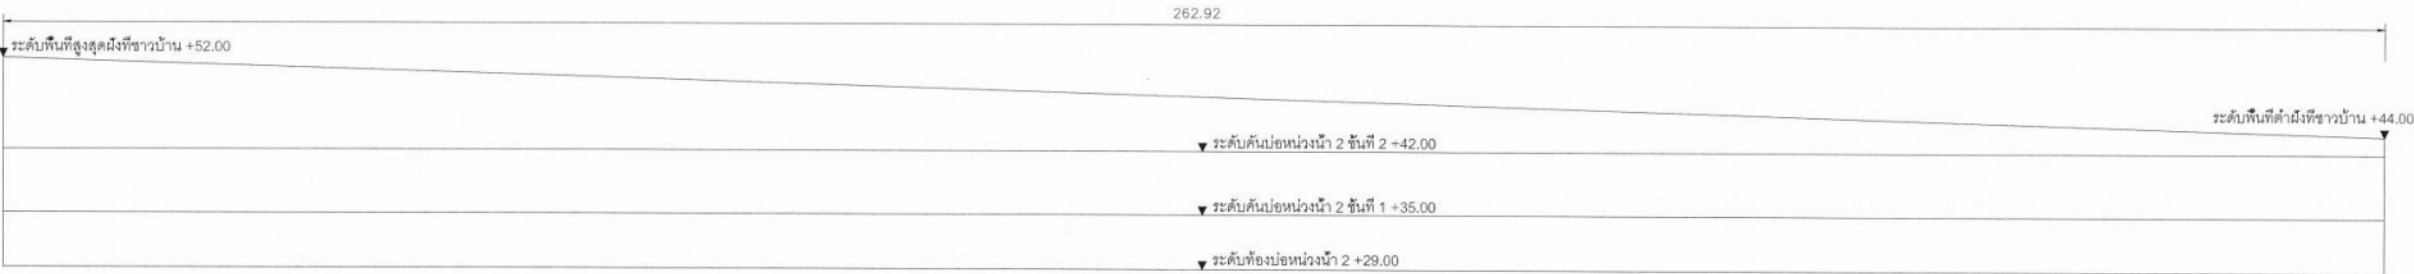 262.92
ระดับพื้นที่สูงสุดฝั่งที่ชาวบ้าน +52.00
ระดับพื้นที่ต่ำฝั่งที่ชาวบ้าน +44.00
ระดับคันบ่อหน่วงน้ำ 2 ชั้นที่ 2 +42.00
ระดับคันบ่อหน่วงน้ำ 2 ชั้นที่ 1 +35.00
ระดับท้องบ่อหน่วงน้ำ 2 +29.00